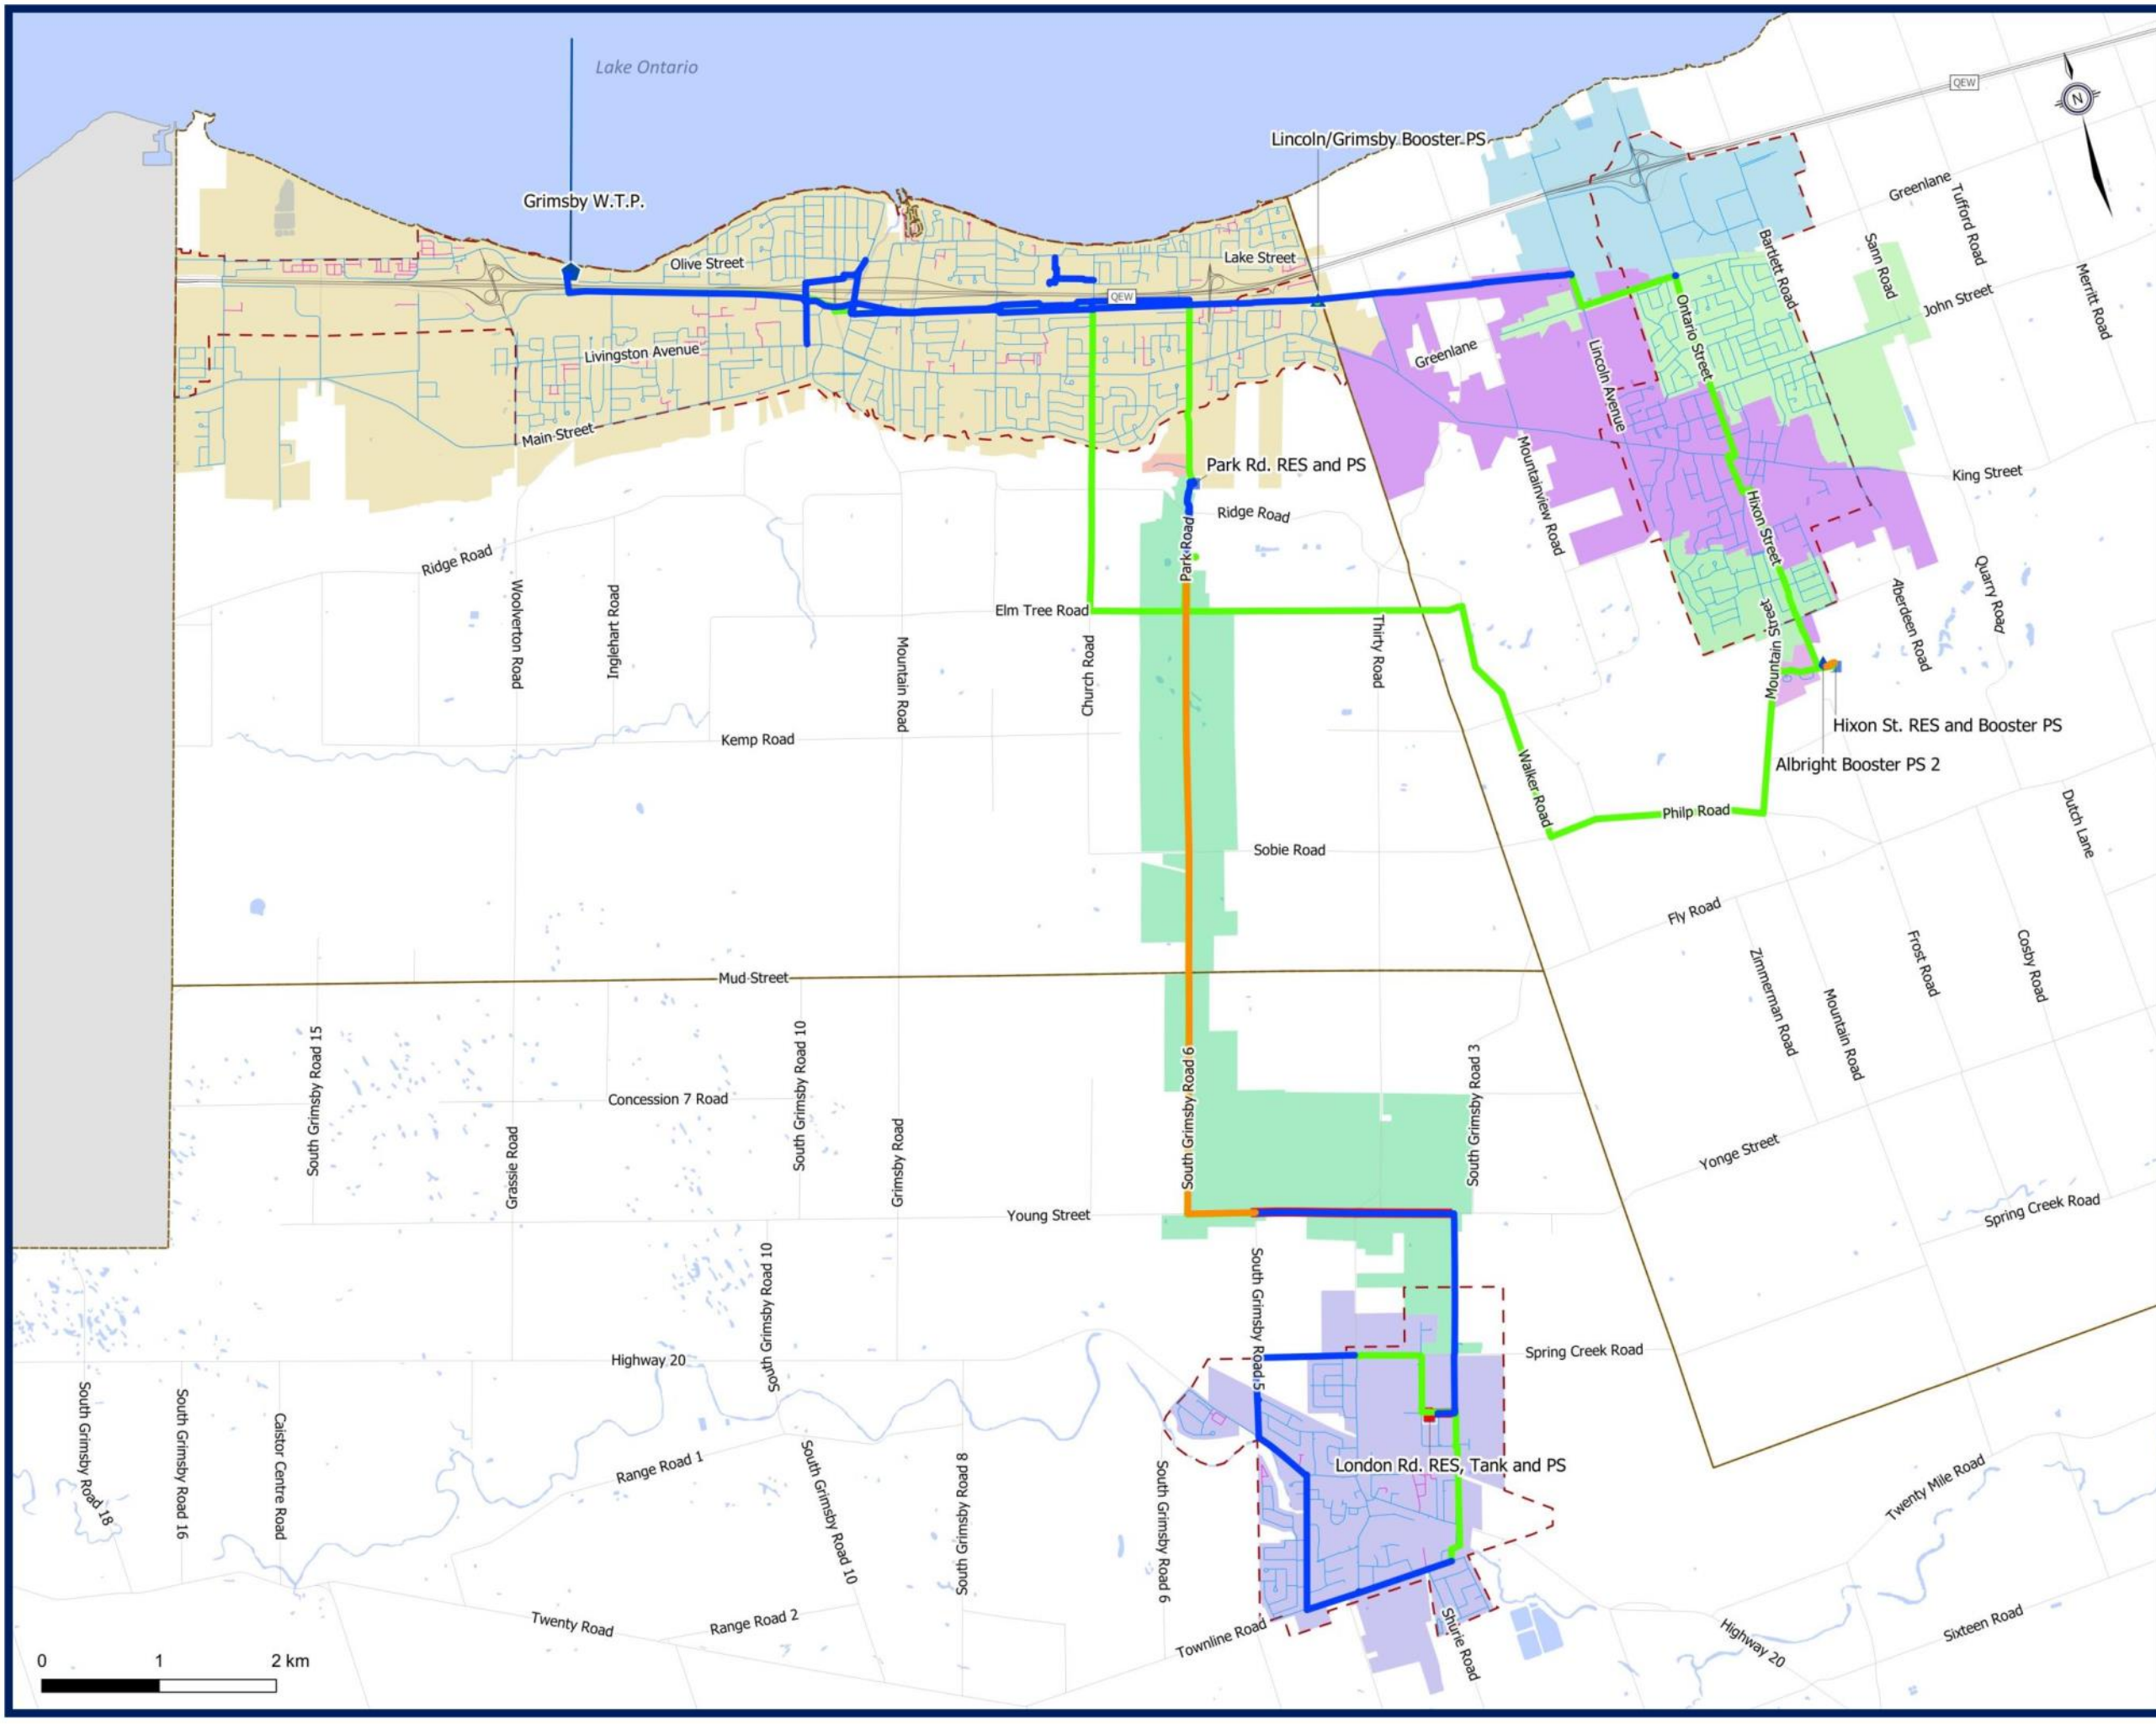 Lake Ontario
QEW
N
Lincoln/Grimsby Booster PS
Grimsby W.T.P.
Greenlane
Tufford Road
Olive Street
Lake Street
Bartlett Road
Sann Road
Merritt Road
QEW
John Street
Ontario Street
Livingston Avenue
Greenlane
Lincoln Avenue
Main Street
Mountainview Road
Park Rd. RES and PS
King Street
Ridge Road
Hixon Street
Park Road
Ridge Road
Quarry Road
Woolverton Road
Inglehart Road
Elm Tree Road
Mountain Road
Church Road
Thirty Road
Mountain Street
Aberdeen Road
Hixon St. RES and Booster PS
Kemp Road
Albright Booster PS 2
Walker Road
Philp Road
Dutch Lane
Sobie Road
Fly Road
Mud Street
Zimmerman Road
Mountain Road
Frost Road
Cosby Road
South Grimsby Road 15
South Grimsby Road 10
South Grimsby Road 6
South Grimsby Road 3
Concession 7 Road
Grassie Road
Grimsby Road
Yonge Street
Young Street
Spring Creek Road
South Grimsby Road 10
South Grimsby Road 5
Highway 20
Spring Creek Road
South Grimsby Road 18
South Grimsby Road 16
Caistor Centre Road
Range Road 1
South Grimsby Road 10
South Grimsby Road 8
South Grimsby Road 6
London Rd. RES, Tank and PS
Twenty Mile Road
Twenty Road
Range Road 2
Townline Road
Shurie Road
Highway 20
Sixteen Road
0 1 2 km